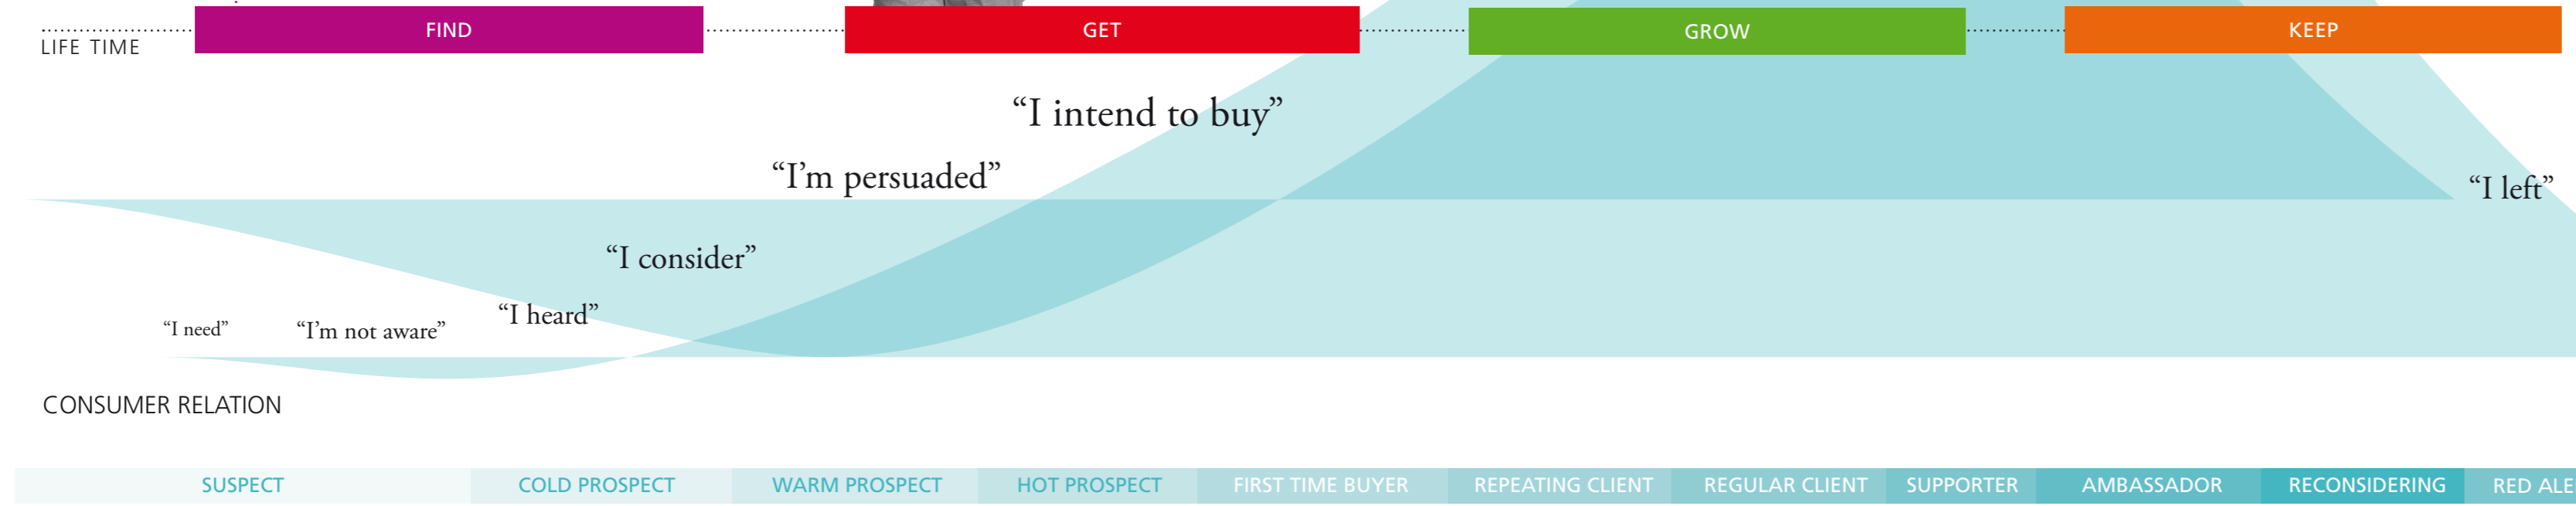 FIND
GET
GROW
KEEP
LIFE TIME
“I intend to buy”
“I’m persuaded”
“I left”
“I consider”
“I heard”
“I need”
“I’m not aware”
CONSUMER RELATION
SUSPECT
COLD PROSPECT
WARM PROSPECT
HOT PROSPECT
FIRST TIME BUYER
REPEATING CLIENT
REGULAR CLIENT
SUPPORTER
AMBASSADOR
RECONSIDERING
RED